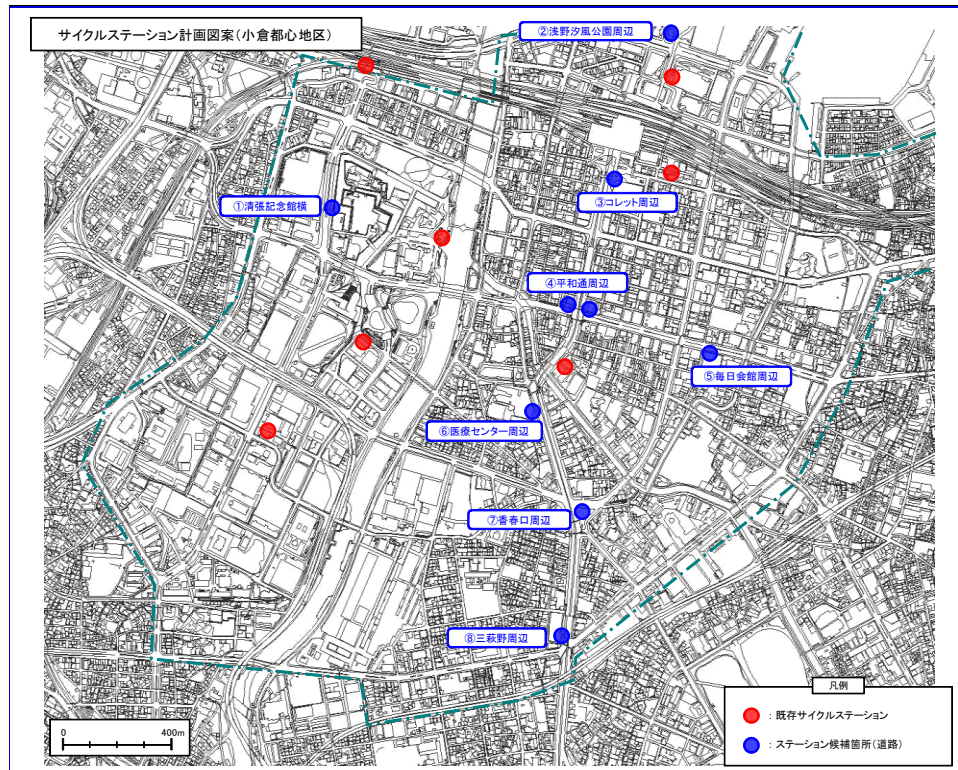 サイクルステーション計画図案(小倉都心地区)
②浅野汐風公園周辺
①清張記念館横
③コレット周辺
④平和通周辺
⑤毎日会館周辺
⑥医療センター周辺
⑦香春口周辺
⑧三萩野周辺
凡例
：既存サイクルステーション
：ステーション候補箇所(道路)
0 400m